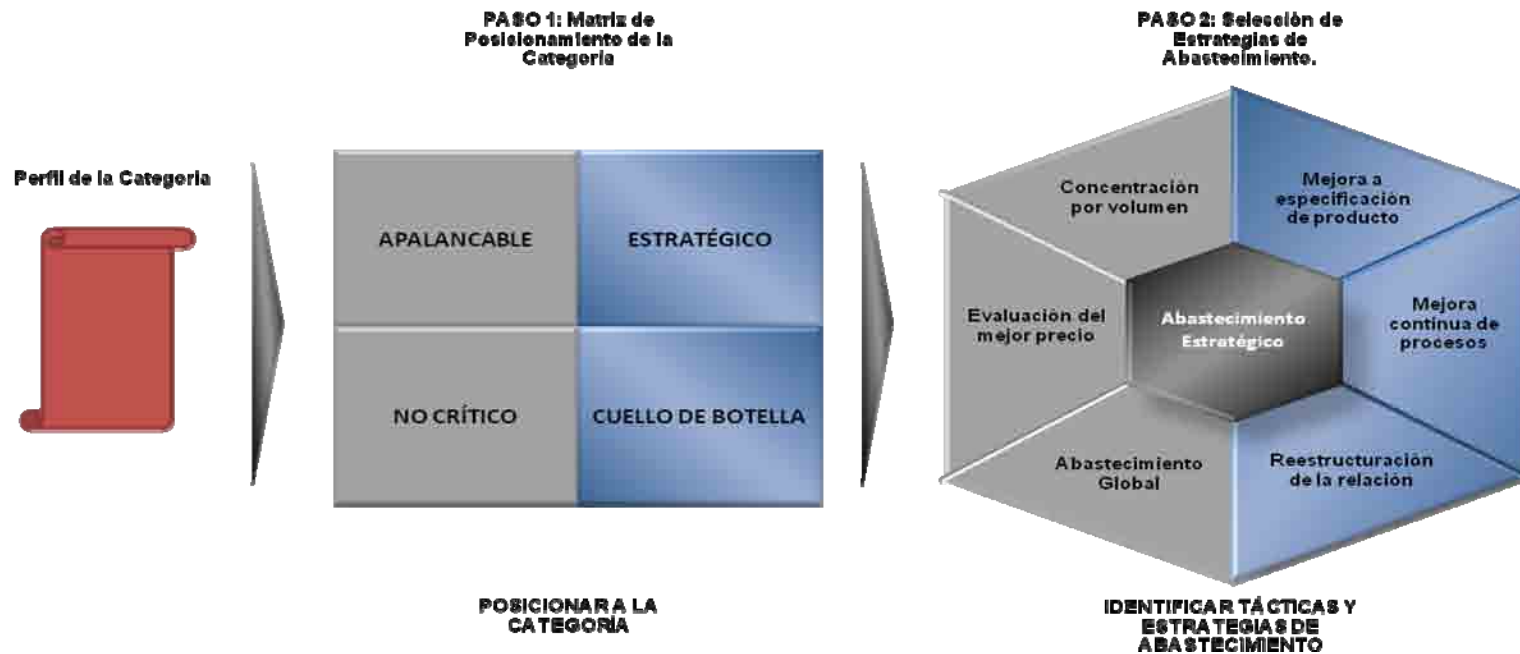 PASO 1: Matriz de
Posicionamiento de la
Categoría
PASO 2: Selección de
Estrategias de
Abastecimiento.
Perfil de la Categoría
APALANCABLE
ESTRATÉGICO
NO CRÍTICO
CUELLO DE BOTELLA
Concentración
por volumen
Mejora a
especificación
de producto
Evaluación del
mejor precio
Abastecimiento
Estratégico
Mejora
contínua de
procesos
Abastecimiento
Global
Reestructuración
de la relación
POSICIONAR A LA
CATEGORÍA
IDENTIFICAR TÁCTICAS Y
ESTRATEGIAS DE
ABASTECIMIENTO